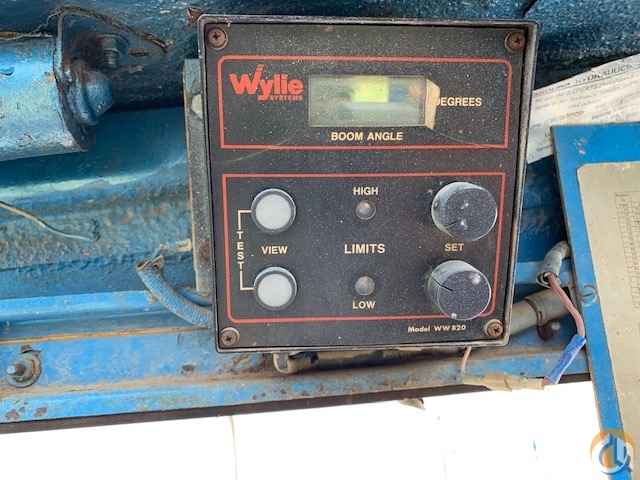 Wylie
SYSTEMS
DEGREES
BOOM ANGLE
HIGH
TEST
VIEW
LIMITS
SET
LOW
Model WW 820